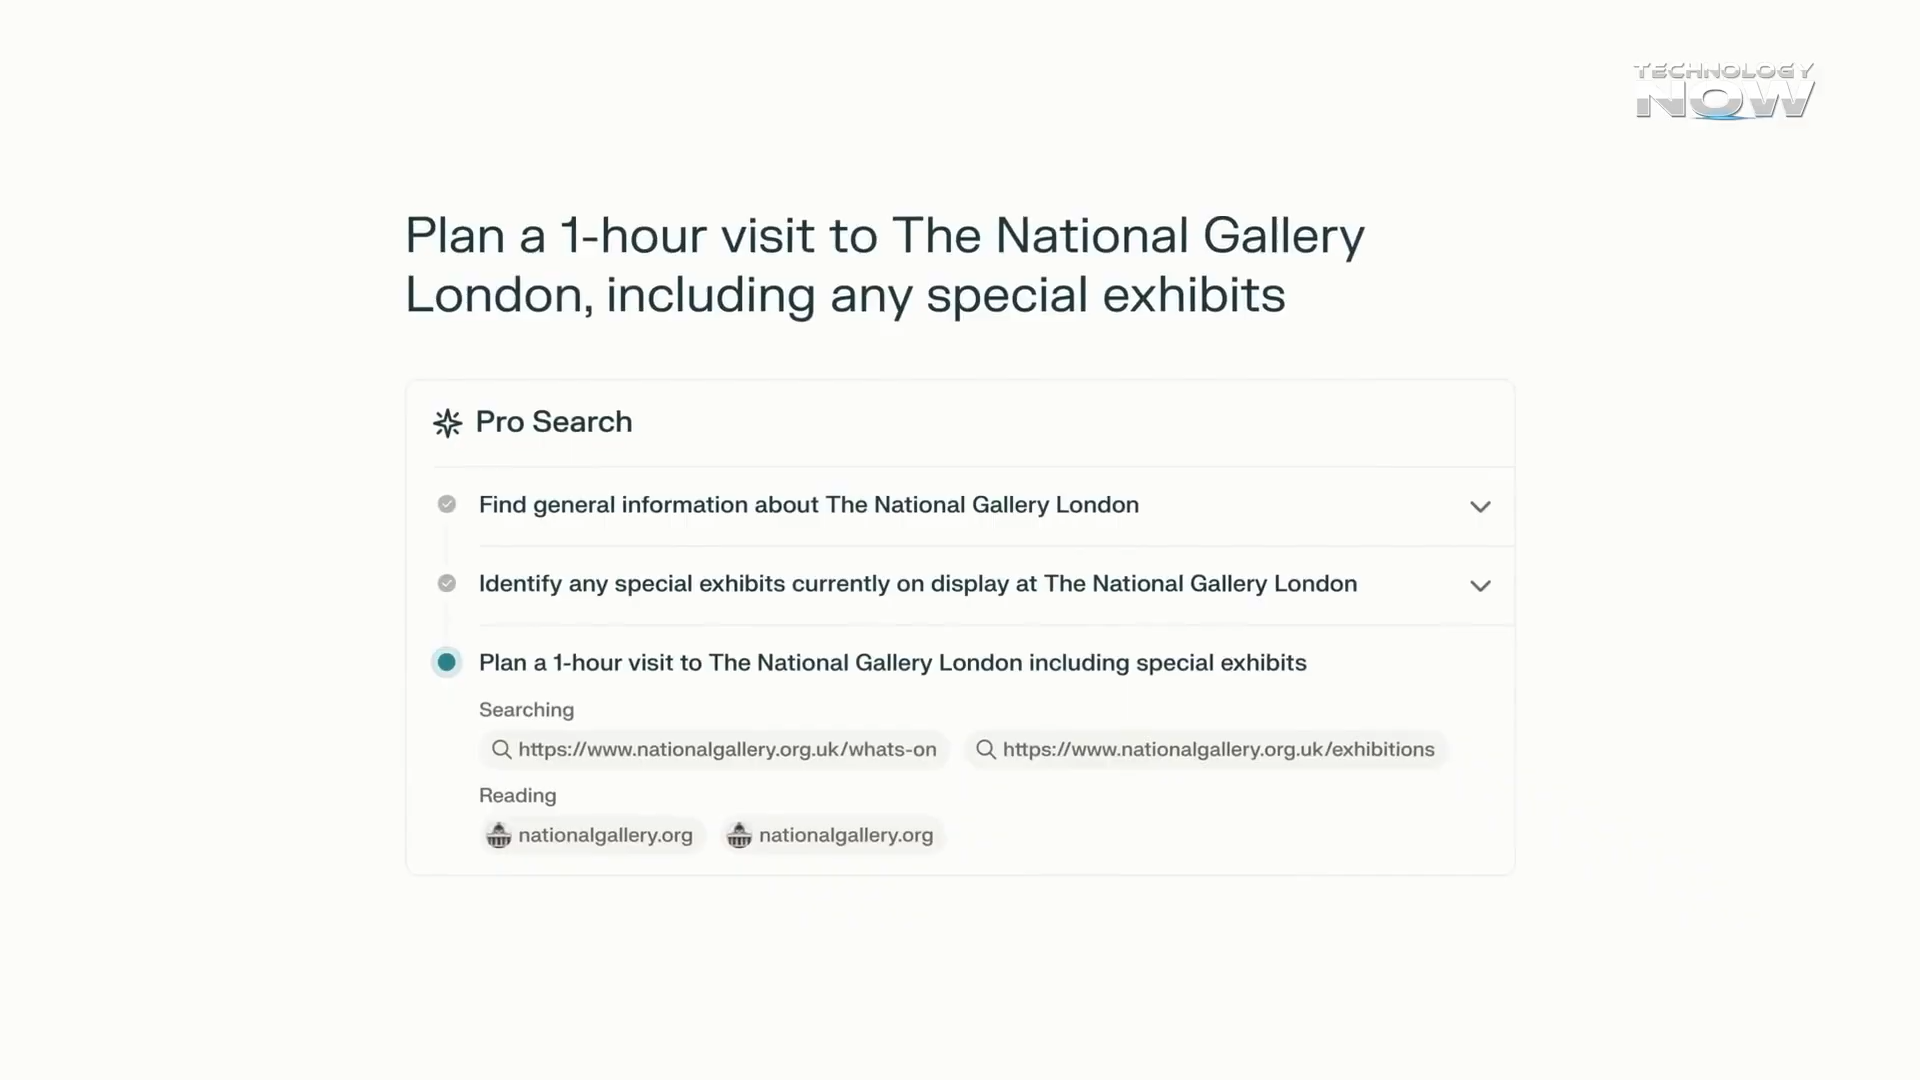 TECHNOLOGY
NOW
Plan a 1-hour visit to The National Gallery
London, including any special exhibits
Pro Search
Find general information about The National Gallery London
Identify any special exhibits currently on display at The National Gallery London
Plan a 1-hour visit to The National Gallery London including special exhibits
Searching
https://www.nationalgallery.org.uk/whats-on https://www.nationalgallery.org.uk/exhibitions
Reading
nationalgallery.org nationalgallery.org